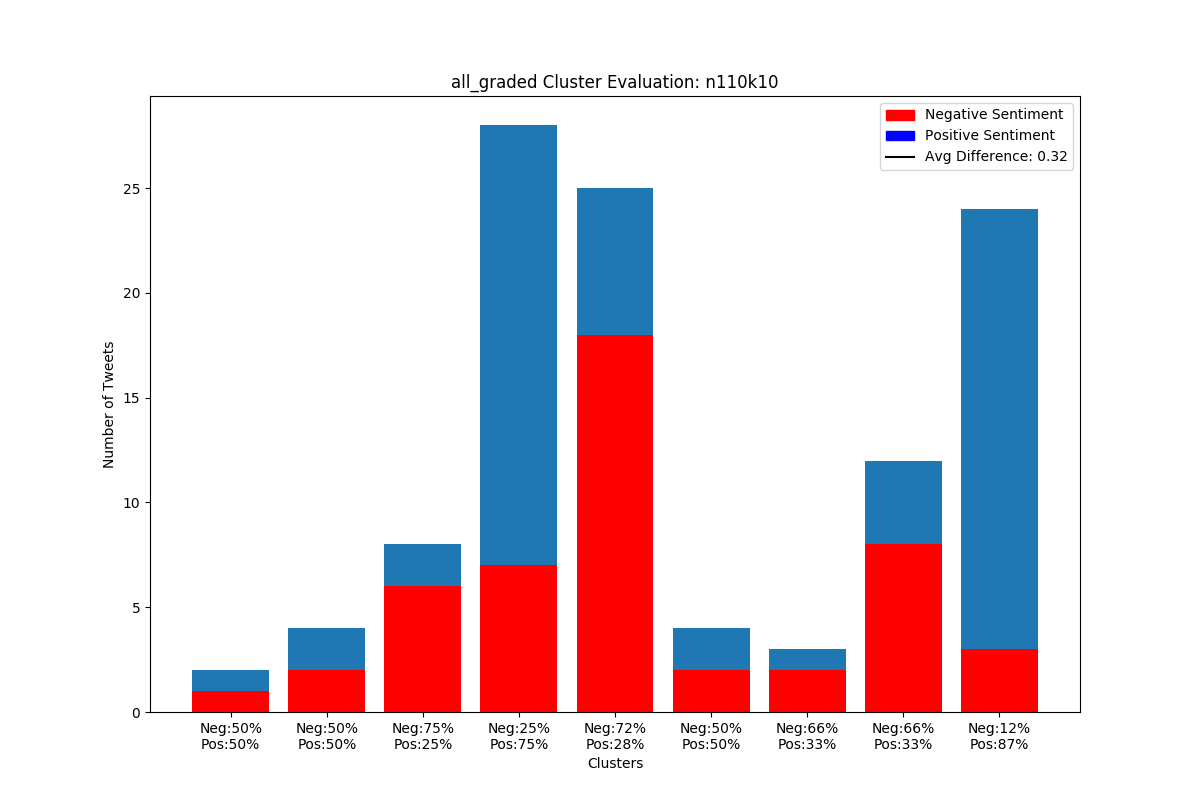 all_graded Cluster Evaluation: n110k10
Negative Sentiment
Positive Sentiment
Avg Difference: 0.32
Number of Tweets
25
20
15
10
5
0
Neg:50% Neg:50% Neg:75% Neg:25% Neg:72% Neg:50% Neg:66% Neg:66% Neg:12%
Pos:50% Pos:50% Pos:25% Pos:75% Pos:28% Pos:50% Pos:33% Pos:33% Pos:87%
Clusters